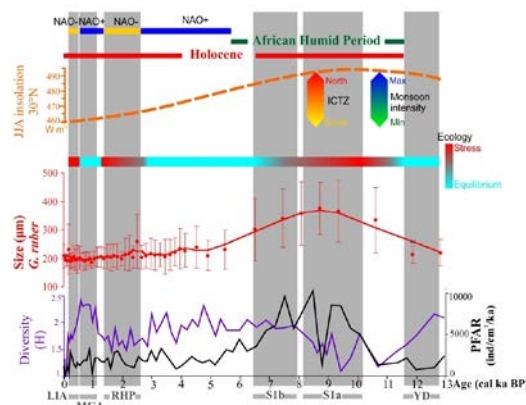 NAO- NAO+ NAO- NAO+
African Humid Period
Holocene
JJA insolation
30°N
490
480
470
460
W m⁻²
North
ICTZ
Max
Monsoon
intensity
Min
Ecology
Stress
Equilibrium
Size (µm)
G. ruber
500
400
300
200
100
Diversity
(H)
2.5
2
1.5
1
10000
5000
0
PFAR
(ind/cm²/ka)
0 1 2 3 4 5 6 7 8 9 10 11 12 13 Age (cal ka BP)
LIA RHP S1b S1a YD
MCA